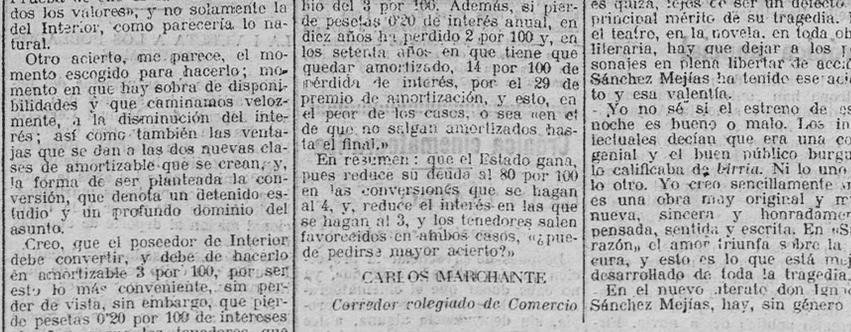 dos los valores», y no solamente la
del Interior, como parecería lo
natural.
Otro acierto, me parece, el mo-
mento escogido para hacerlo; mo-
mento en que hay sobra de disponi-
bilidades y que caminamos veloz-
mente, a la disminución del inte-
rés; así como también las venta-
jas que se dan a las dos nuevas cla-
ses de amortizable que se crean, y,
la forma de ser planteada la con-
versión, que denota un detenido es-
tudio y un profundo dominio del
asunto.
Creo, que el poseedor de Interior
debe convertir, y debe de hacerlo
en amortizable 3 por 100, por ser
esto lo más conveniente, sin per-
der de vista, sin embargo, que pier-
de pesetas 0'20 por 100 de intereses
bio del 3 por 100. Además, si pier-
de pesetas 0'20 de interés anual, en
diez años ha perdido 2 por 100 y, en
los setenta años en que tiene que
quedar amortizado, 14 por 100 de
pérdida de interés, por el 29 de
premio de amortización, y esto, en
el peor de los casos, o sea «en el
de que no salgan amortizados has-
ta el final.»
En resumen: que el Estado gana,
pues reduce su deuda al 80 por 100
en las conversiones que se hagan
al 4, y, reduce el interés en las que
se hagan al 3, y los tenedores salen
favorecidos en ambos casos, «¿pue-
de pedirse mayor acierto?»
CARLOS MARCHANTE
Corredor colegiado de Comercio
es quizá, lejos de ser un defecto
principal mérito de su tragedia.
el teatro, en la novela, en toda ob
literaria, hay que dejar a los
sonajes en plena libertad de acci
Sánchez Mejías ha tenido ese aci
to y esa valentía.
Yo no sé si el estreno de es
noche es bueno o malo. Los in
lectuales decían que era una co
genial y el buen público burgu
lo calificaba de birria. Ni lo uno
lo otro. Yo creo sencillamente
es una obra muy original y m
nueva, sincera y honradamen
pensada, sentida y escrita. En «S
razón» el amor triunfa sobre la
cura, y esto es lo que está mej
desarrollado de toda la tragedia.
En el nuevo literato don Igna
Sánchez Mejías, hay, sin género